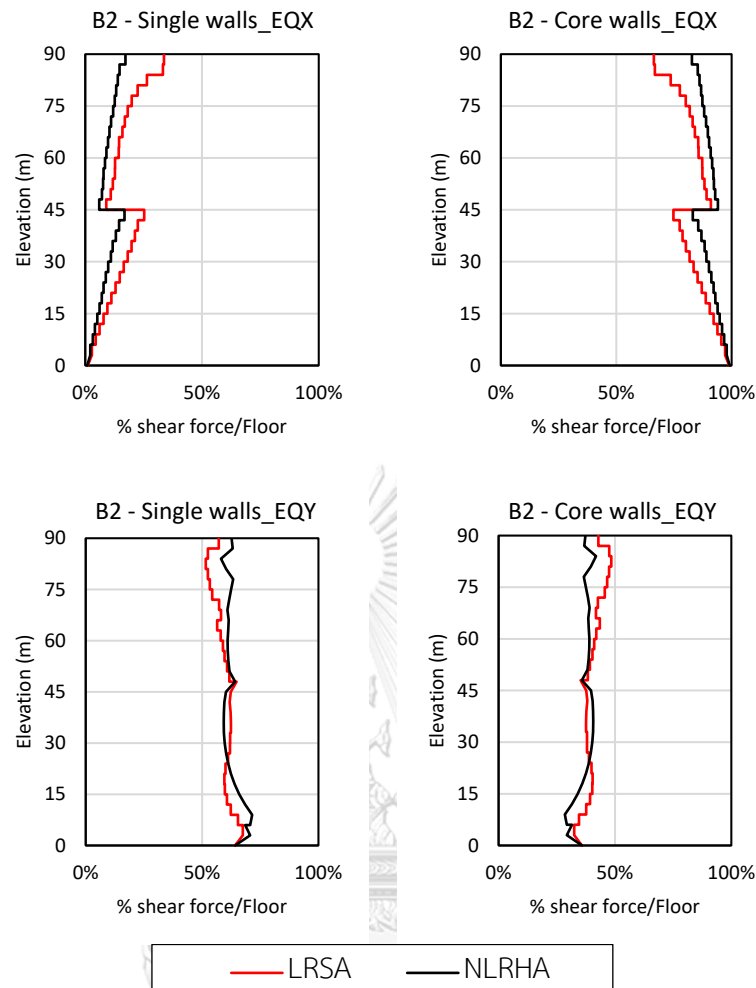 B2 - Single walls_EQX
90
75
60
45
30
15
0
Elevation (m)
0% 50% 100%
% shear force/Floor
B2 - Core walls_EQX
90
75
60
45
30
15
0
Elevation (m)
0% 50% 100%
% shear force/Floor
B2 - Single walls_EQY
90
75
60
45
30
15
0
Elevation (m)
0% 50% 100%
% shear force/Floor
B2 - Core walls_EQY
90
75
60
45
30
15
0
Elevation (m)
0% 50% 100%
% shear force/Floor
LRSA NLRHA